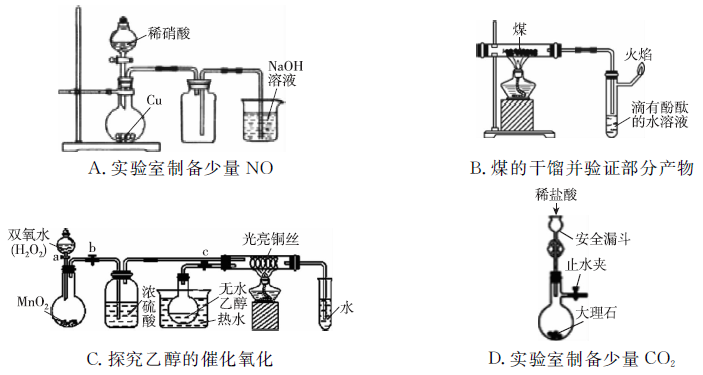 稀硝酸
NaOH
溶液
Cu
A. 实验室制备少量 NO
煤
火焰
滴有酚酞
的水溶液
B. 煤的干馏并验证部分产物
双氧水
(H₂O₂)
a
b
c
光亮铜丝
MnO₂
浓硫酸
无水
乙醇
热水
水
C. 探究乙醇的催化氧化
稀盐酸
安全漏斗
止水夹
大理石
D. 实验室制备少量 CO₂